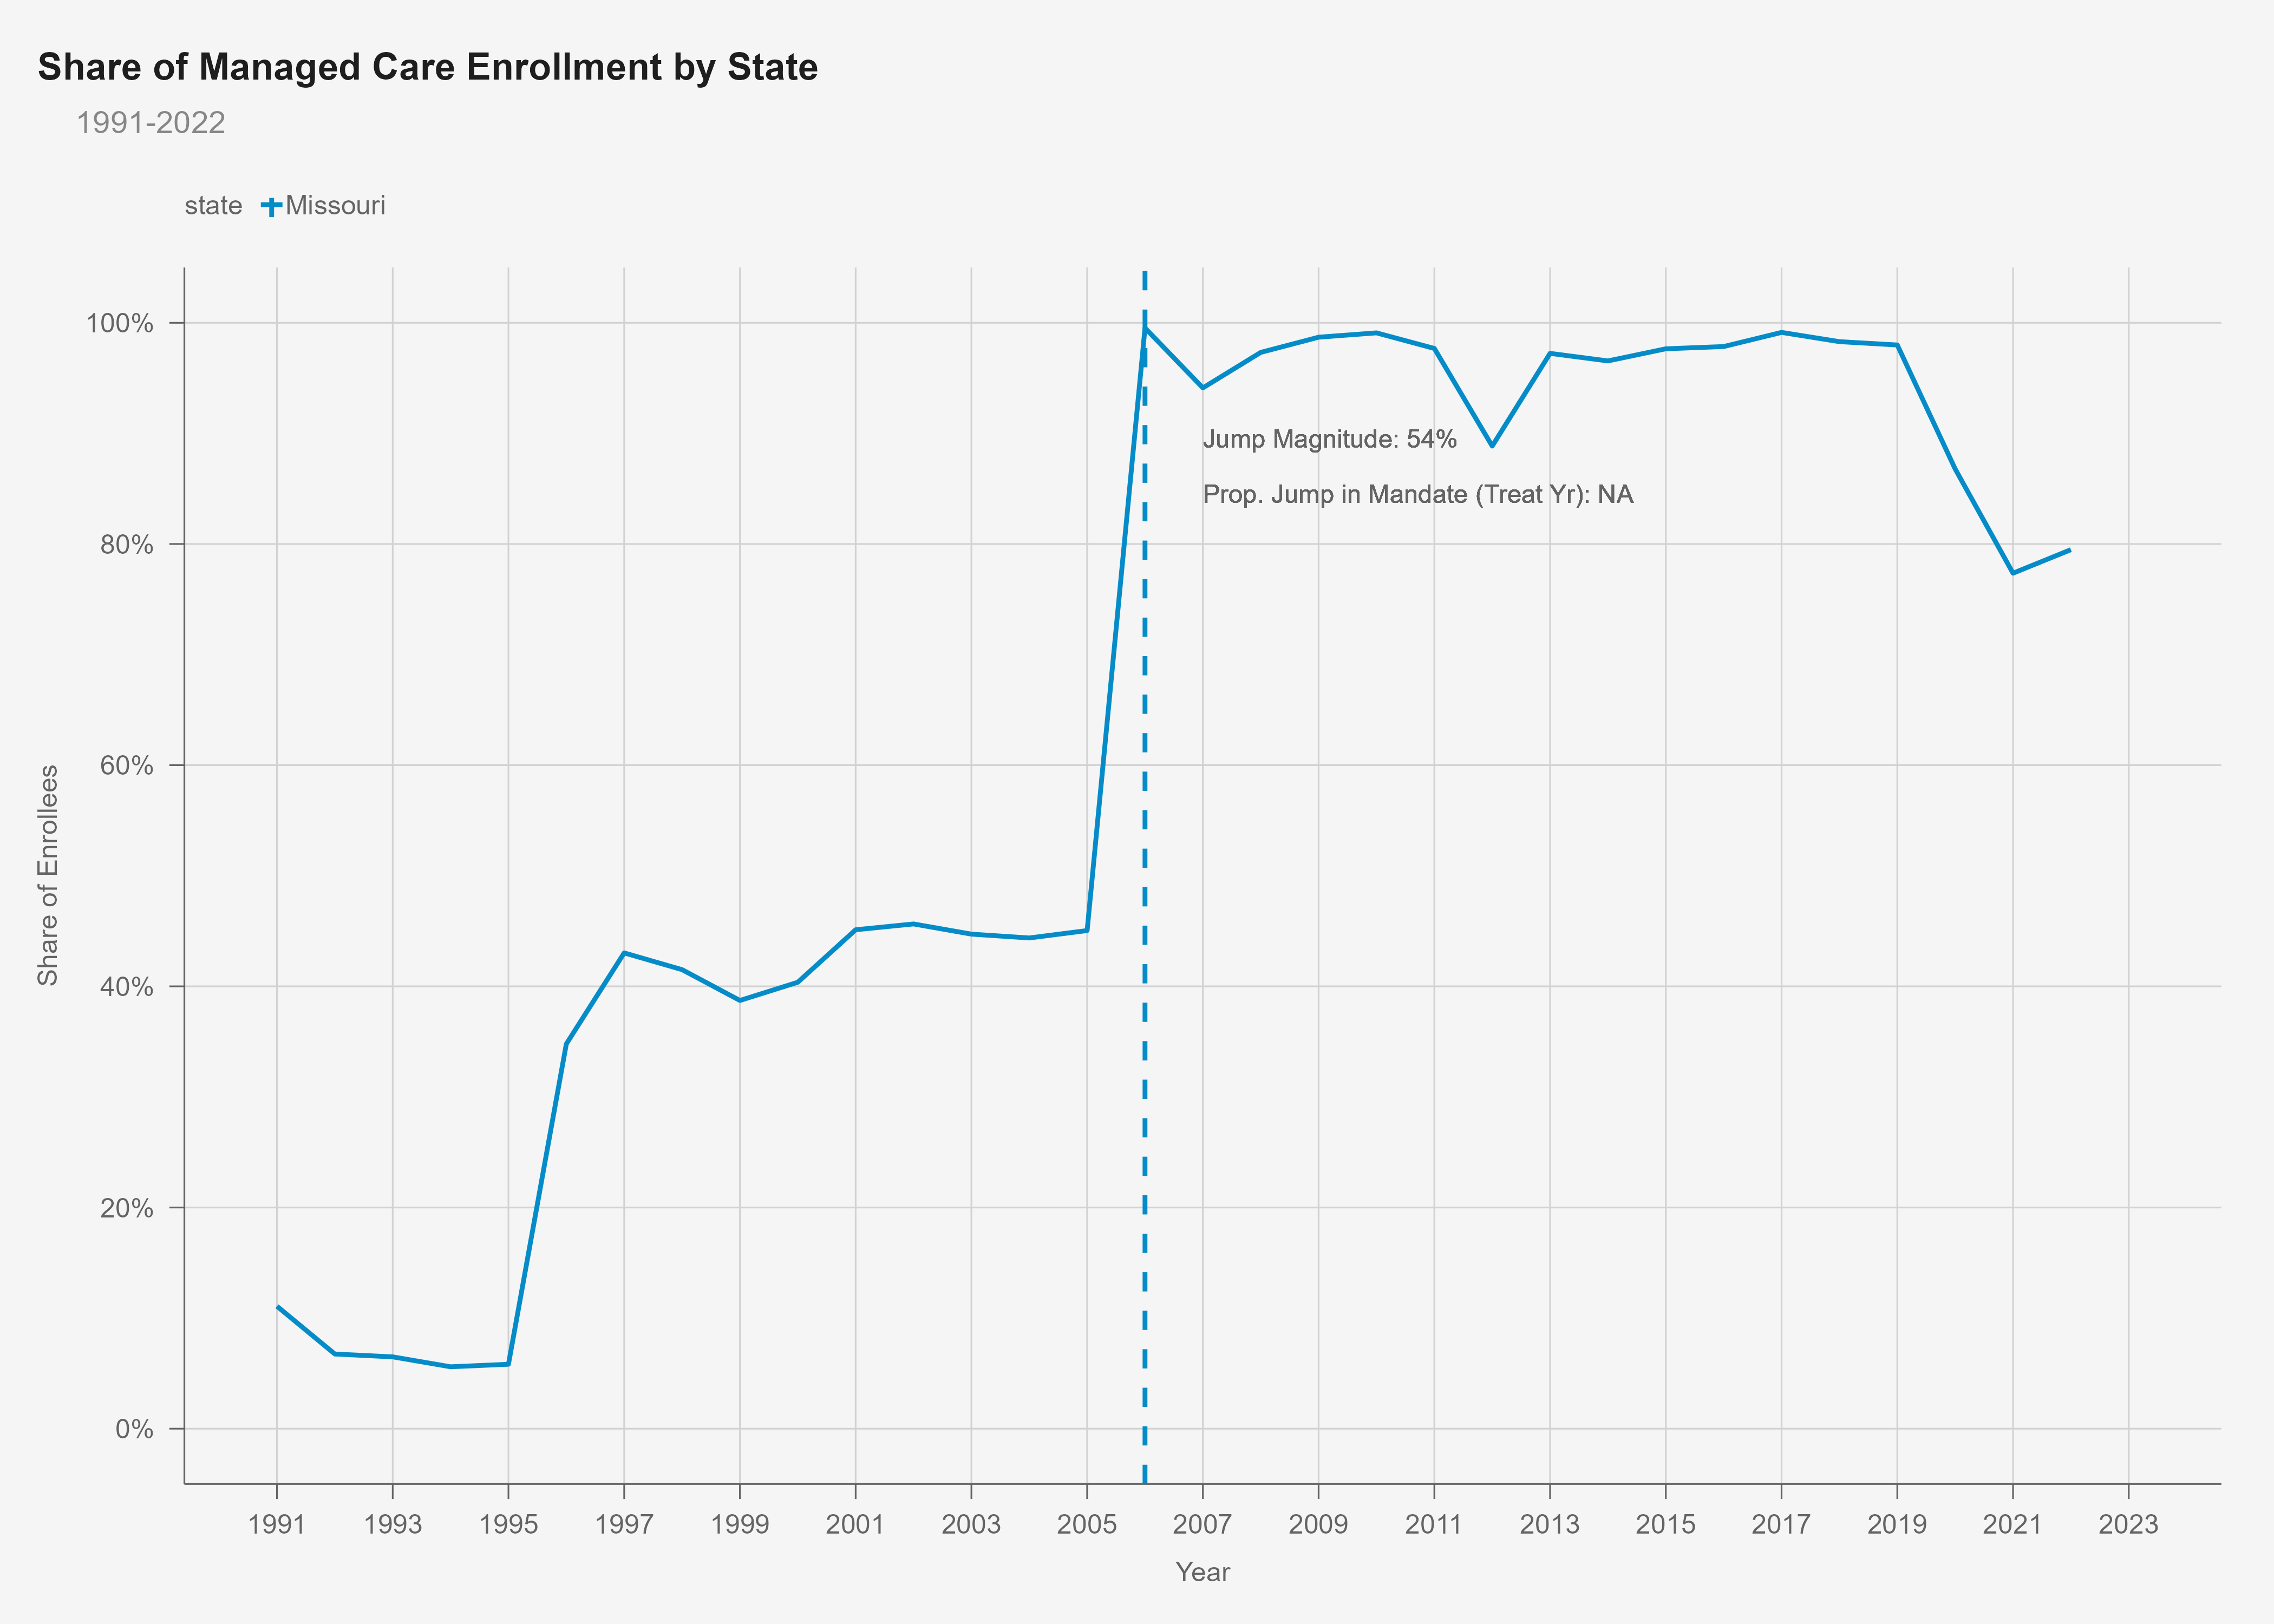 Share of Managed Care Enrollment by State
1991-2022
state Missouri
100%
80%
60%
40%
20%
0%
Share of Enrollees
Jump Magnitude: 54%
Prop. Jump in Mandate (Treat Yr): NA
1991 1993 1995 1997 1999 2001 2003 2005 2007 2009 2011 2013 2015 2017 2019 2021 2023
Year